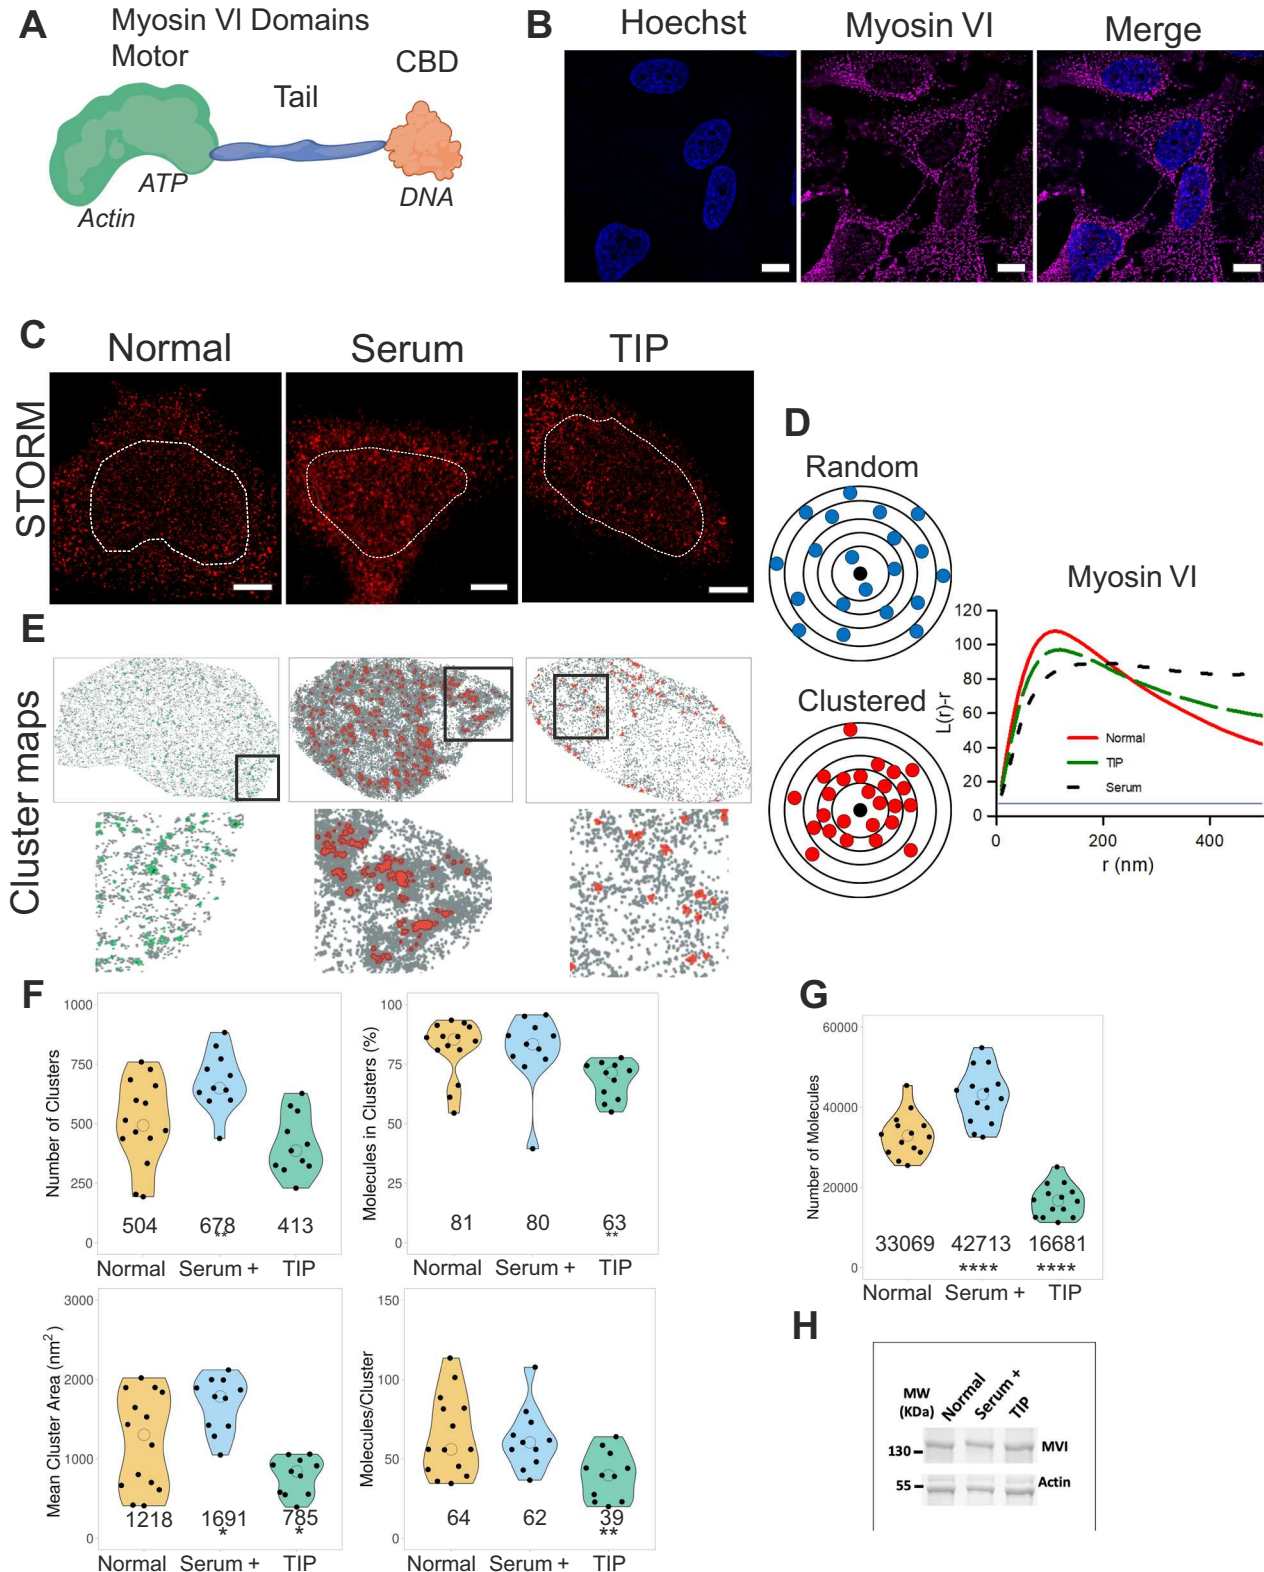 A
Myosin VI Domains
Motor
Tail
CBD
ATP
Actin
DNA
B
Hoechst
Myosin VI
Merge
C
Normal
Serum
TIP
STORM
D
Random
Clustered
Myosin VI
120
100
80
60
40
20
0
L(r)-r
Normal
TIP
Serum
0
200
400
r (nm)
E
Cluster maps
F
1000
750
500
250
0
Number of Clusters
504
678
413
**
Normal
Serum +
TIP
100
75
50
25
0
Molecules in Clusters (%)
81
80
63
**
Normal
Serum +
TIP
3000
2000
1000
0
Mean Cluster Area (nm²)
1218
1691
785
*
*
Normal
Serum +
TIP
150
100
50
0
Molecules/Cluster
64
62
39
**
Normal
Serum +
TIP
G
60000
40000
20000
0
Number of Molecules
33069
42713
16681
****
****
Normal
Serum +
TIP
H
MW
(KDa)
Normal
Serum +
TIP
130
MVI
55
Actin